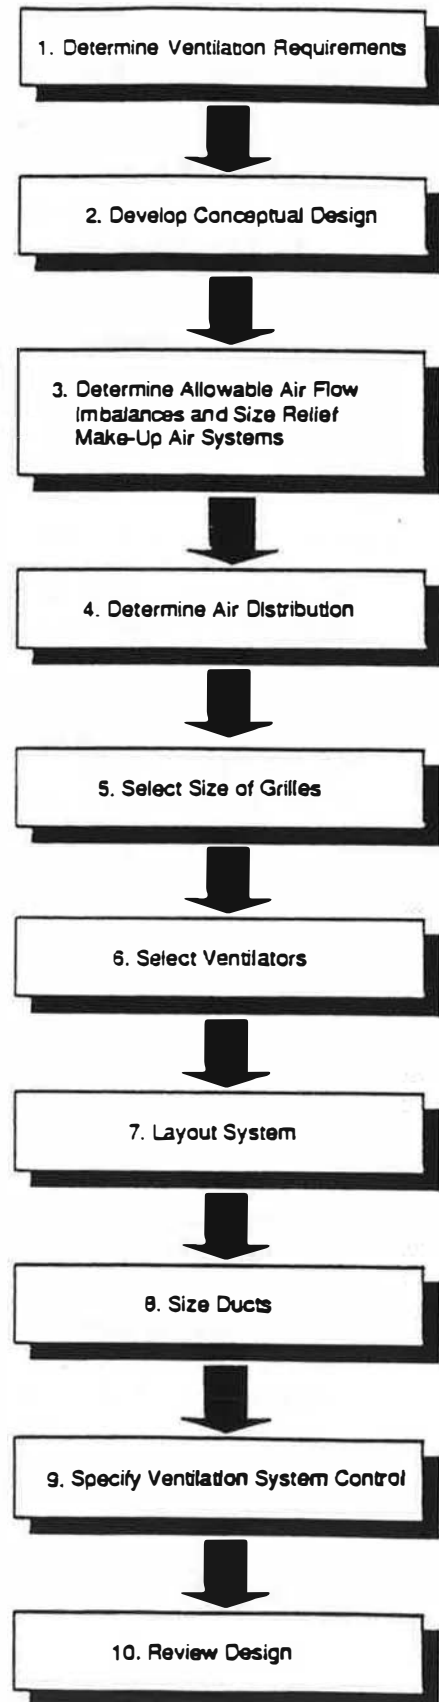 1. Determine Ventilation Requirements
2. Develop Conceptual Design
3. Determine Allowable Air Flow
Imbalances and Size Relief
Make-Up Air Systems
4. Determine Air Distribution
5. Select Size of Grilles
6. Select Ventilators
7. Layout System
8. Size Ducts
9. Specify Ventilation System Control
10. Review Design